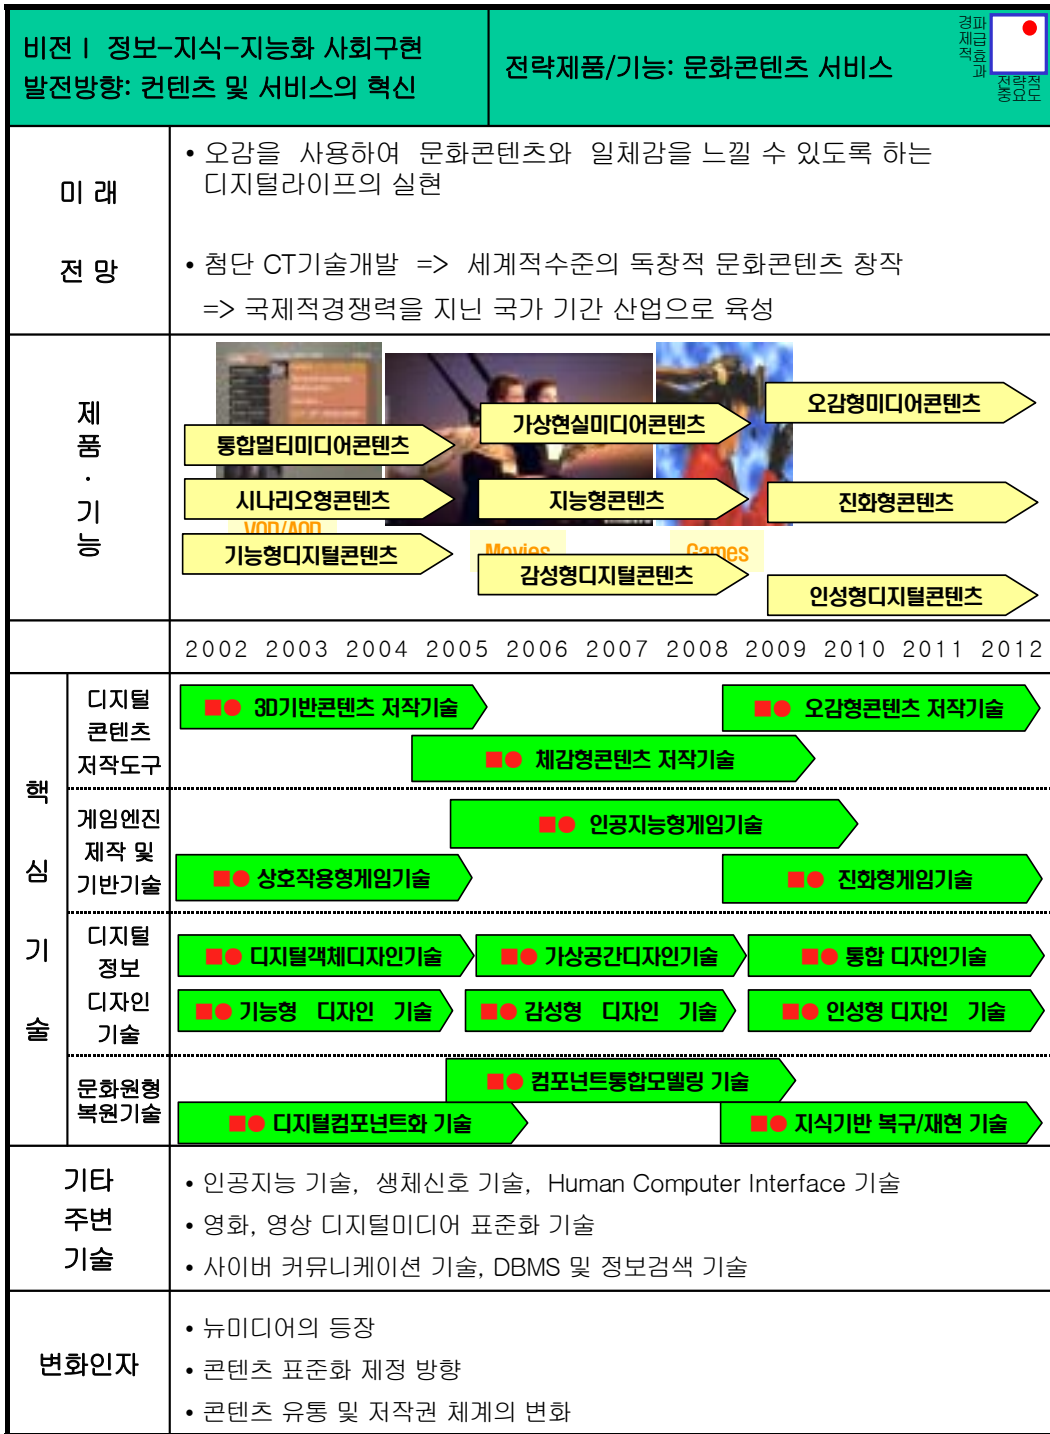 비전 I 정보-지식-지능화 사회구현
발전방향: 컨텐츠 및 서비스의 혁신
전략제품/기능: 문화콘텐츠 서비스
경제적
파급효과
전략적
중요도
미 래
전 망
• 오감을 사용하여 문화콘텐츠와 일체감을 느낄 수 있도록 하는
디지털라이프의 실현
• 첨단 CT기술개발 => 세계적수준의 독창적 문화콘텐츠 창작
=> 국제적경쟁력을 지닌 국가 기간 산업으로 육성
제
품
·
기
능
오감형미디어콘텐츠
가상현실미디어콘텐츠
통합멀티미디어콘텐츠
시나리오형콘텐츠
지능형콘텐츠
진화형콘텐츠
VOD/AOD
Movies
Games
기능형디지털콘텐츠
감성형디지털콘텐츠
인성형디지털콘텐츠
2002 2003 2004 2005 2006 2007 2008 2009 2010 2011 2012
핵
심
기
술
디지털
콘텐츠
저작도구
■● 3D기반콘텐츠 저작기술
■● 오감형콘텐츠 저작기술
■● 체감형콘텐츠 저작기술
게임엔진
제작 및
기반기술
■● 인공지능형게임기술
■● 상호작용형게임기술
■● 진화형게임기술
디지털
정보
디자인
기술
■● 디지털객체디자인기술
■● 가상공간디자인기술
■● 통합 디자인기술
■● 기능형 디자인 기술
■● 감성형 디자인 기술
■● 인성형 디자인 기술
문화원형
복원기술
■● 컴포넌트통합모델링 기술
■● 디지털컴포넌트화 기술
■● 지식기반 복구/재현 기술
기타
주변
기술
• 인공지능 기술, 생체신호 기술, Human Computer Interface 기술
• 영화, 영상 디지털미디어 표준화 기술
• 사이버 커뮤니케이션 기술, DBMS 및 정보검색 기술
변화인자
• 뉴미디어의 등장
• 콘텐츠 표준화 제정 방향
• 콘텐츠 유통 및 저작권 체계의 변화